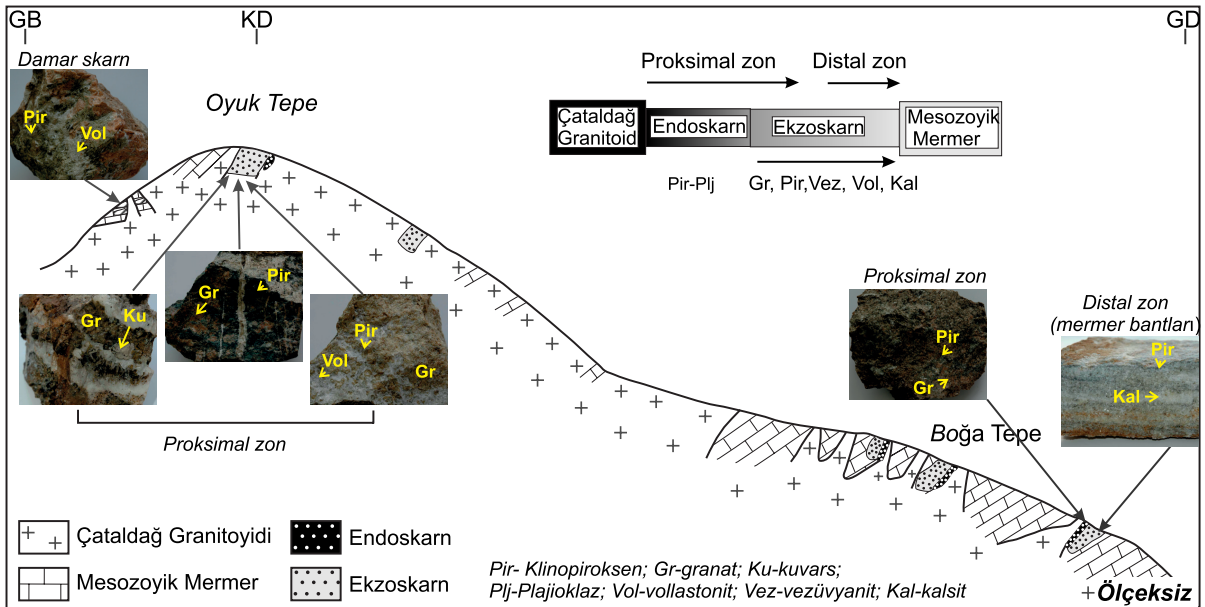 GB
KD
GD
Damar skarn
Pir
Vol
Oyuk Tepe
Proksimal zon
Distal zon
Çataldağ
Granitoid
Endoskarn
Ekzoskarn
Mesozoyik
Mermer
Pir-Plj
Gr, Pir,Vez, Vol, Kal
Gr
Ku
Gr
Pir
Pir
Vol
Gr
Proksimal zon
Proksimal zon
Pir
Gr
Distal zon
(mermer bantları)
Pir
Kal
Boğa Tepe
Çataldağ Granitoyidi
Mesozoyik Mermer
Endoskarn
Ekzoskarn
Pir- Klinopiroksen; Gr-granat; Ku-kuvars;
Plj-Plajioklaz; Vol-vollastonit; Vez-vezüvyanit; Kal-kalsit
Ölçeksiz